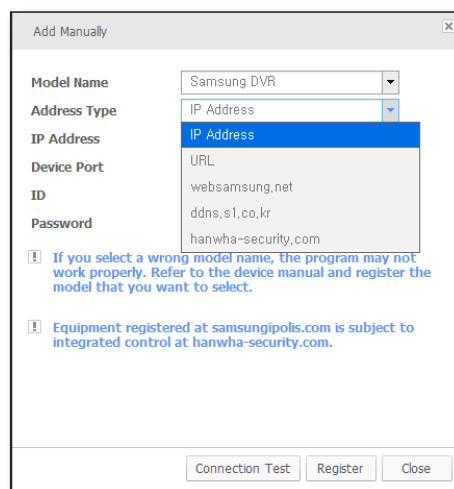 Add Manually
Model Name
Samsung DVR
Address Type
IP Address
IP Address
IP Address
Device Port
URL
websamsung,net
ID
ddns,s1,co,kr
Password
hanwha-security,com
If you select a wrong model name, the program may not
work properly. Refer to the device manual and register the
model that you want to select.
Equipment registered at samsungipolis.com is subject to
integrated control at hanwha-security.com.
Connection Test
Register
Close